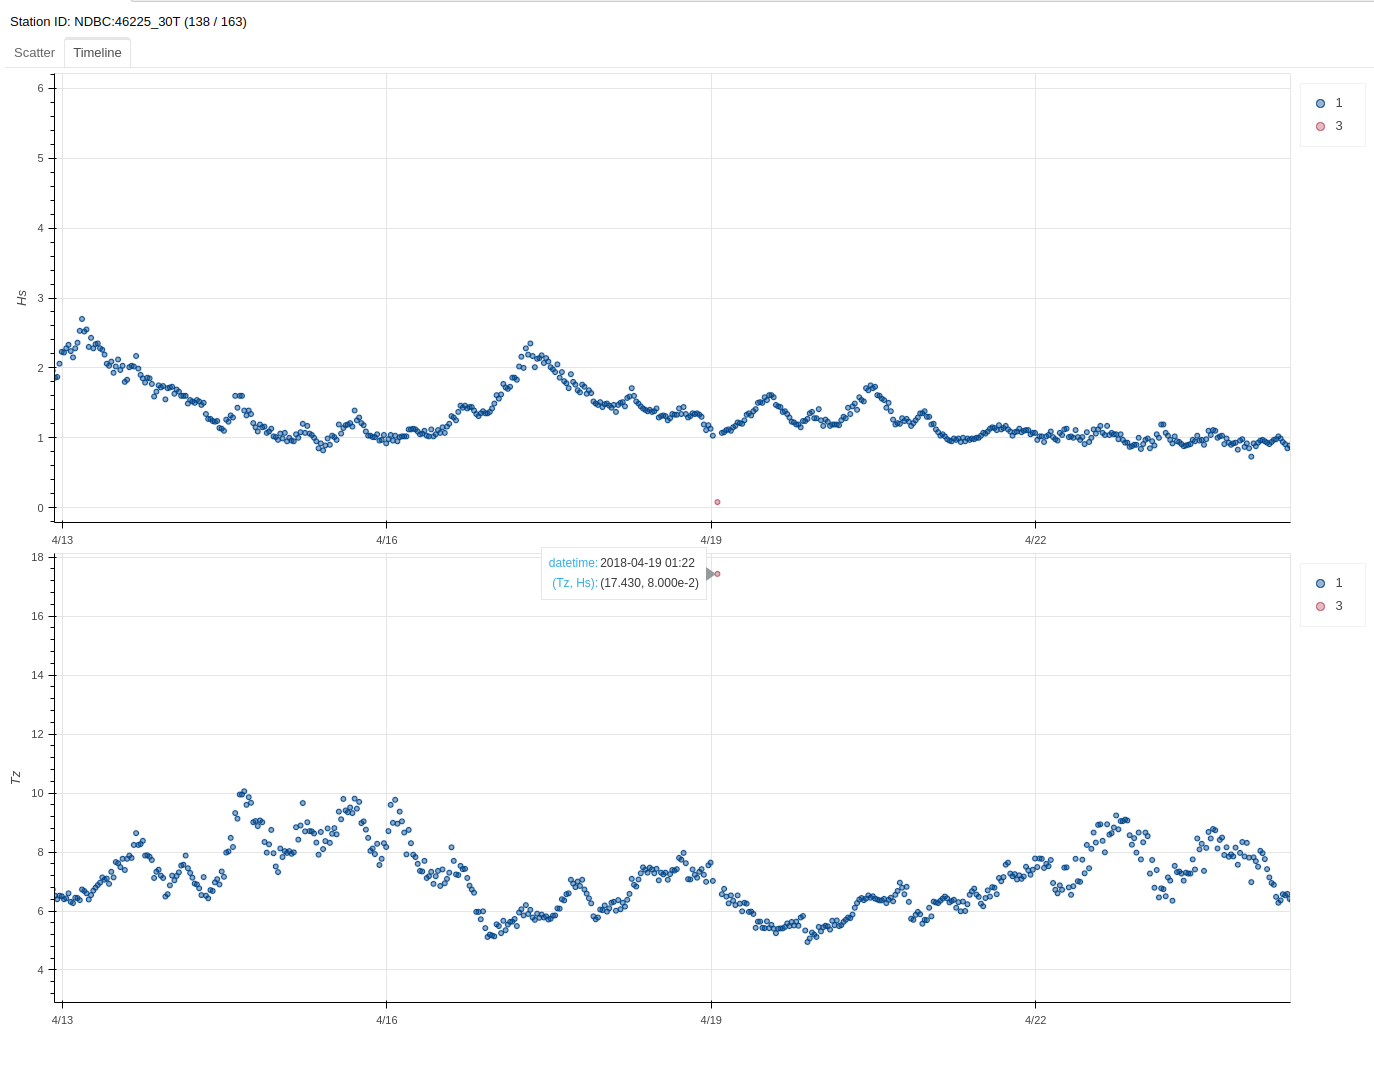 Station ID: NDBC:46225_30T (138 / 163)
Scatter Timeline
6
5
4
3
2
1
0
Hs
4/13 4/16 4/19 4/22
1
3
18
16
14
12
10
8
6
4
Tz
4/13 4/16 4/19 4/22
datetime: 2018-04-19 01:22
(Tz, Hs): (17.430, 8.000e-2)
1
3